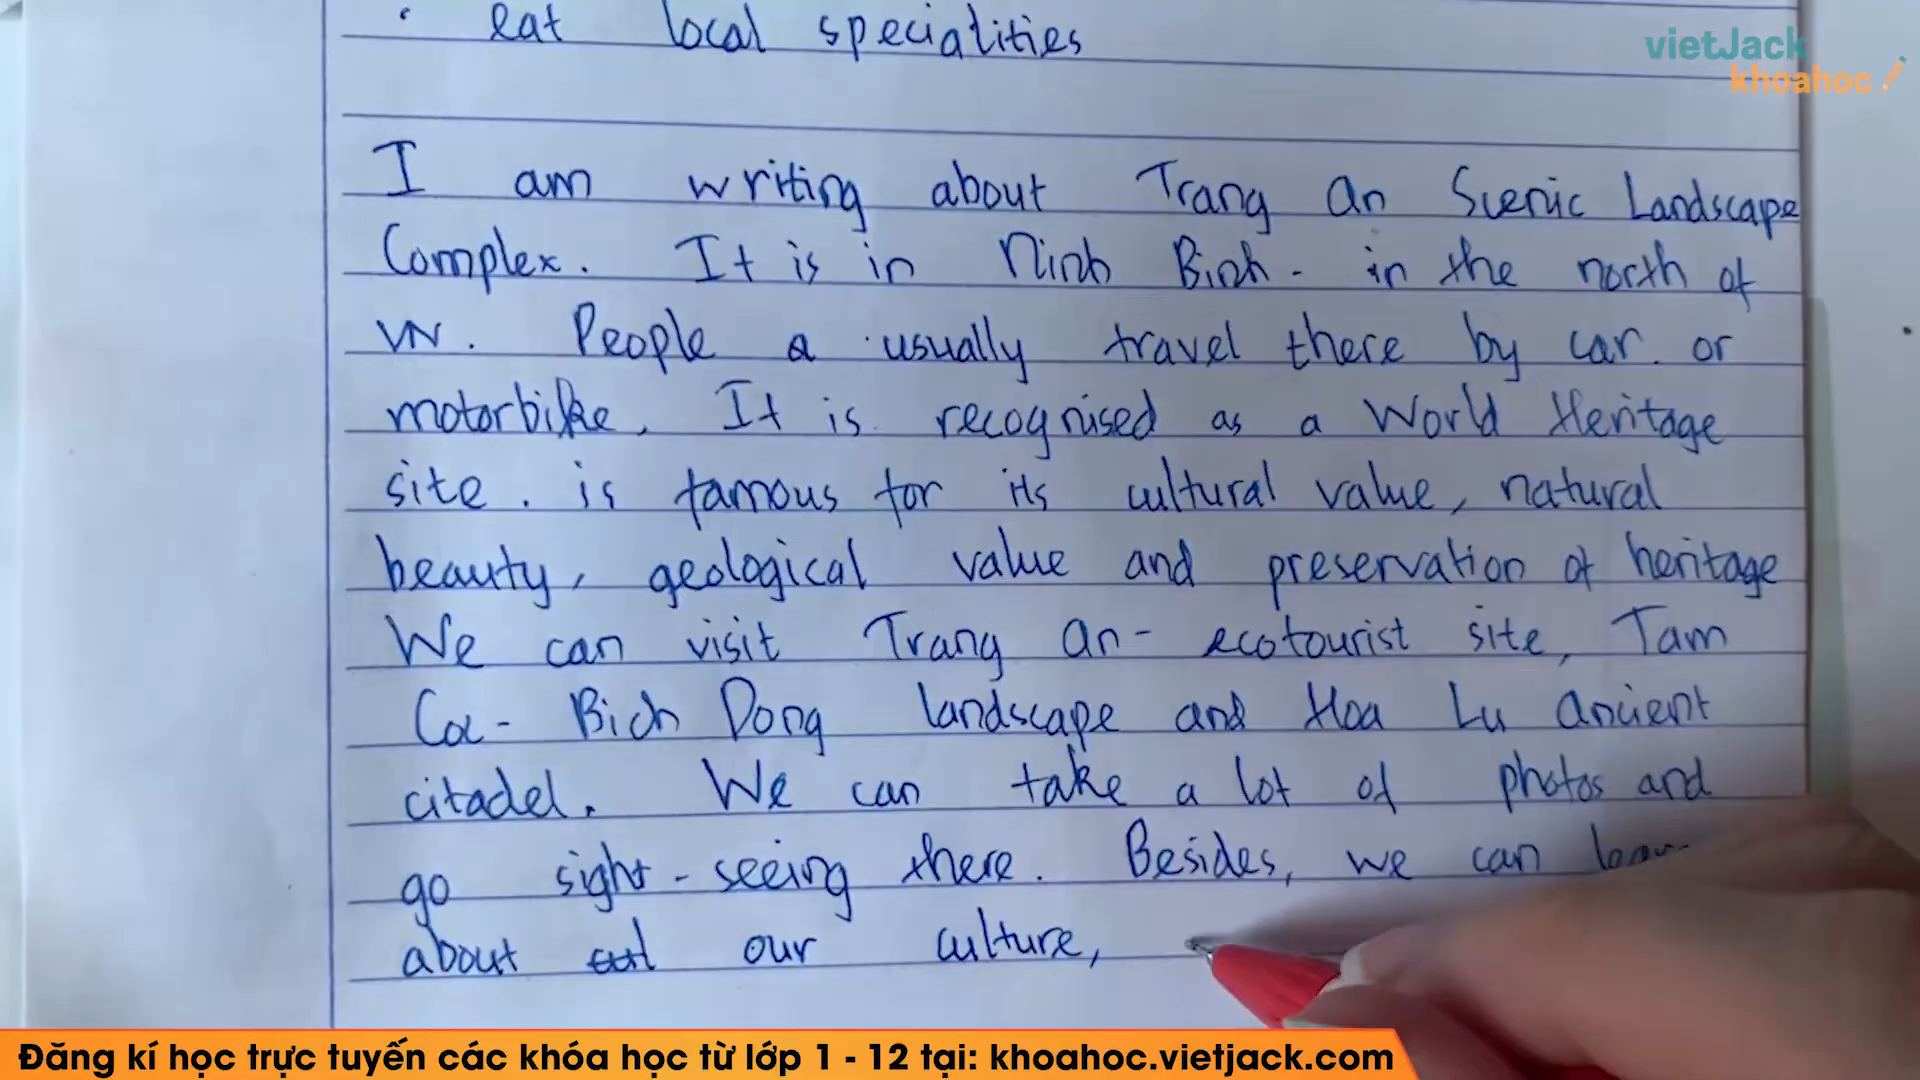 • eat local specialities
vietJack
khoahoc
I am writing about Trang An Scenic Landscape
Complex. It is in Ninh Binh - in the north of
VN. People a usually travel there by car or
motorbike. It is recognised as a World Heritage
site. is famous for its cultural value, natural
beauty, geological value and preservation of heritage
We can visit Trang An - ecotourist site, Tam
Coc - Bich Dong landscape and Hoa Lu Ancient
citadel. We can take a lot of photos and
go sight-seeing there. Besides, we can
about our culture,
Đăng kí học trực tuyến các khóa học từ lớp 1 - 12 tại: khoahoc.vietjack.com